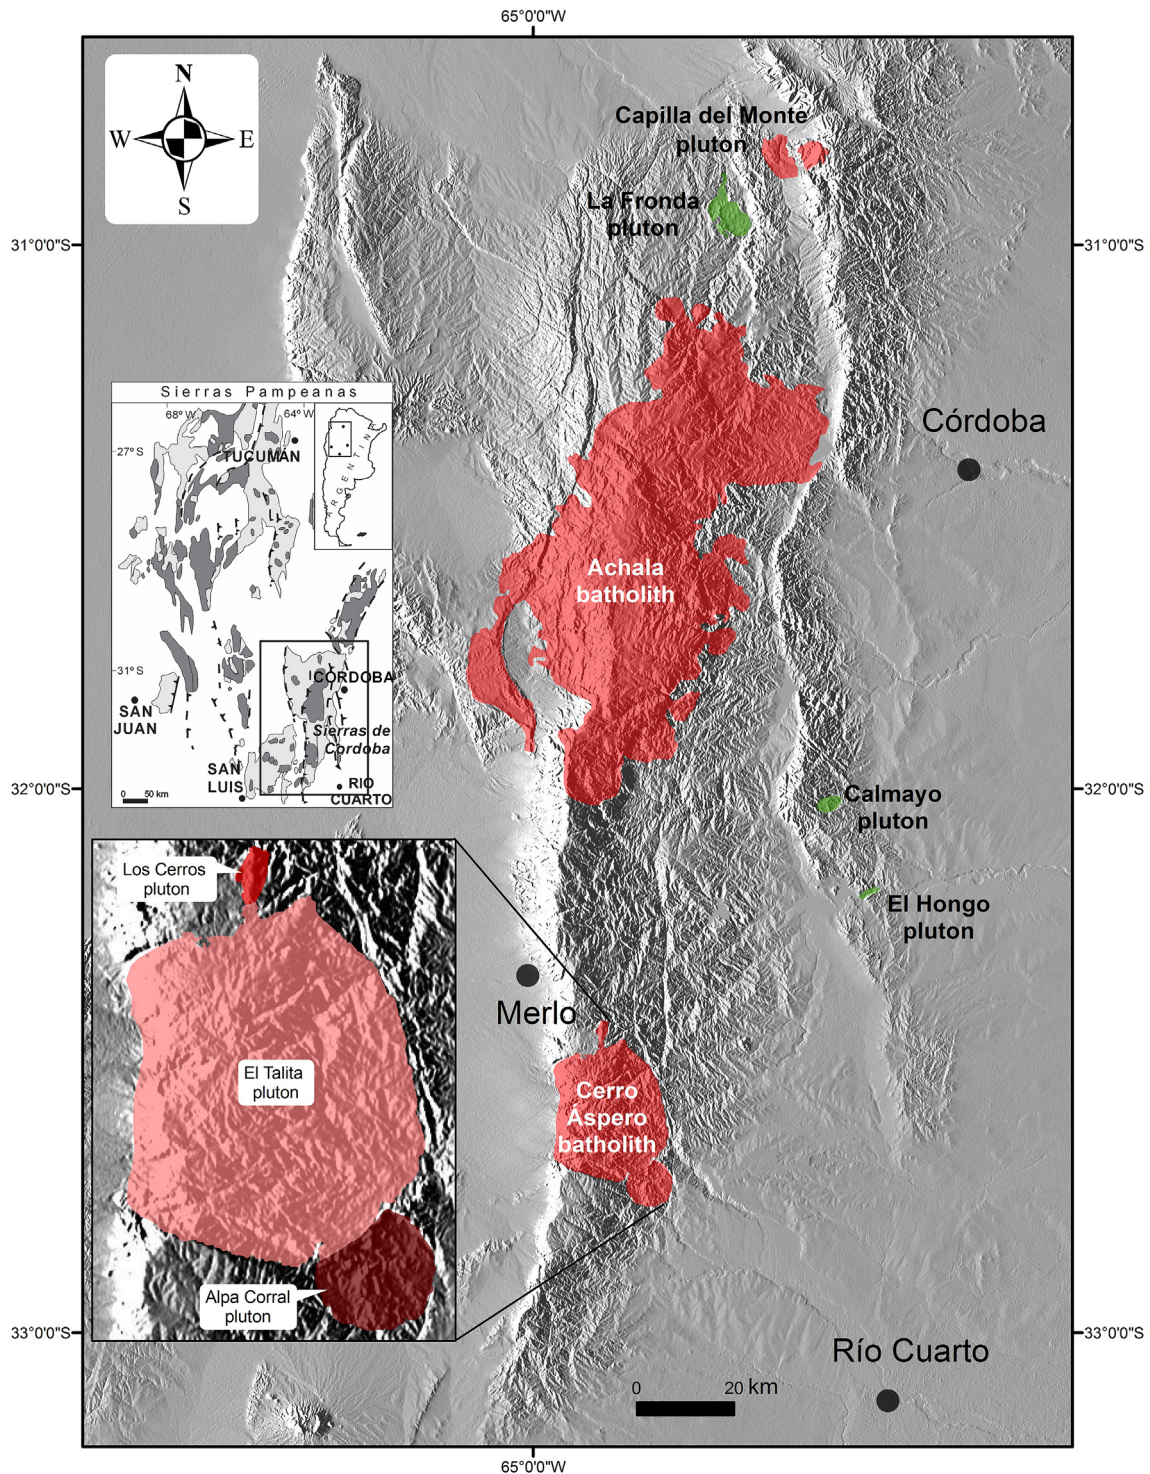 65°0'0"W
N
W
E
S
Capilla del Monte
pluton
La Fronda
pluton
31°0'0"S
31°0'0"S
Sierras Pampeanas
68° W
64° W
27° S
TUCUMÁN
ARGENTINA
31° S
CÓRDOBA
SAN
JUAN
Sierras de
Cordoba
SAN
LUIS
RIO
CUARTO
0 50 km
Córdoba
Achala
batholith
32°0'0"S
32°0'0"S
Calmayo
pluton
El Hongo
pluton
Los Cerros
pluton
El Talita
pluton
Alpa Corral
pluton
Merlo
Cerro
Áspero
batholith
33°0'0"S
33°0'0"S
Río Cuarto
0 20 km
65°0'0"W